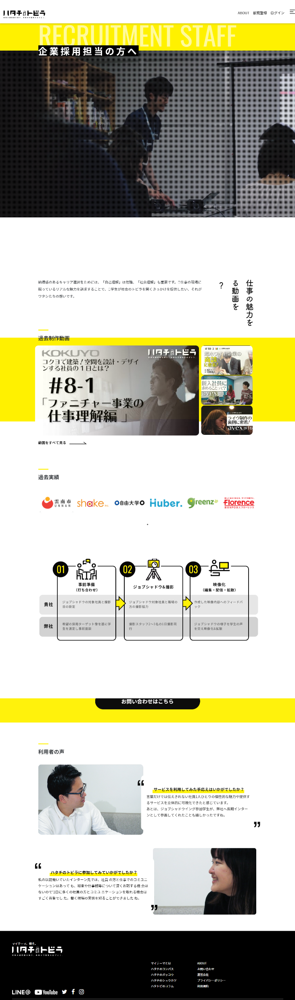 ハタチのトビラ
ABOUT 新規登録 ログイン
RECRUITMENT STAFF
企業採用担当の方へ
納得感のあるキャリア選択をためには、「自己理解」は勿論、「社会理解」も重要です。□仕事の現場に
眠っているリアルな魅力を訴求することで、□学生が社会のトビラを開くきっかけを提供したい、それが
ワタシたちの想いです。
仕事の魅力を
る動画を
?
過去制作動画
KOKUYO
ハタチのトビラ
コクヨで建築！空間を設計・デザイ
ンする社員の１日とは？
#8-1
「ファニチャー事業の
仕事理解編 」
#10-3
超ホワイト企業の
商談
に密着!
新入社員に
求めることって?
avex #13
ライヴ制作の
裏側に密着!
avex #16
動画をすべて見る
過去実績
雲南市
UNNAN
shake Inc.
自由大学
Huber.
greenz.jp
Florence
認定NPO法人フローレンス
01
02
03
事前準備
（打ち合わせ）
ジョブシャドウ&撮影
映像化
（編集・配信・拡散）
貴社
ジョブシャドウの対象社員と撮影
日の設定
ジョブシャドウ対象社員と職場の
方の撮影協力
作成した映像内容へのフィードバ
ック
弊社
希望の採用ターゲット像を基に学
生を選定し事前面談
撮影スタッフ2〜3名の1日撮影同
行
ジョブシャドウの様子を学生の声
を交え映像化&拡散
お問い合わせはこちら
利用者の声
“
サービスを利用してみた手応えはいかがでしたか？
言葉だけでは伝えきれない社員1人ひとりの個性的な魅力や提供す
るサービスを立体的に可視化できたと感じています。
あとは、ジョブシャドウイング参加学生が、弊社へ長期インター
ンとして参画してくれたことも嬉しかったですね。
”
“
ハタチのトビラに参加してみていかがでしたか？
私の以前働いていたインターン先では、社員 の方と仕事でのコミユニ
ケーションはあって も、将来や仕事観等について深くお話する機 会は
ないので'1日に多くの社員の方とコミユ ニケーションを取れる機会は
すごく貴重でし た。働く現場の実態を知ることができました ね。
”
マイテーマ、探そ。
ハタチのトビラ
マイテーマとは
ハタチのコンパス
ハタチのガッコウ
ハタチのシュウカツ
ハタトビのコラム
ABOUT
お問い合わせ
運営会社
プライバシーポリシー
利用規約
LINE@ YouTube